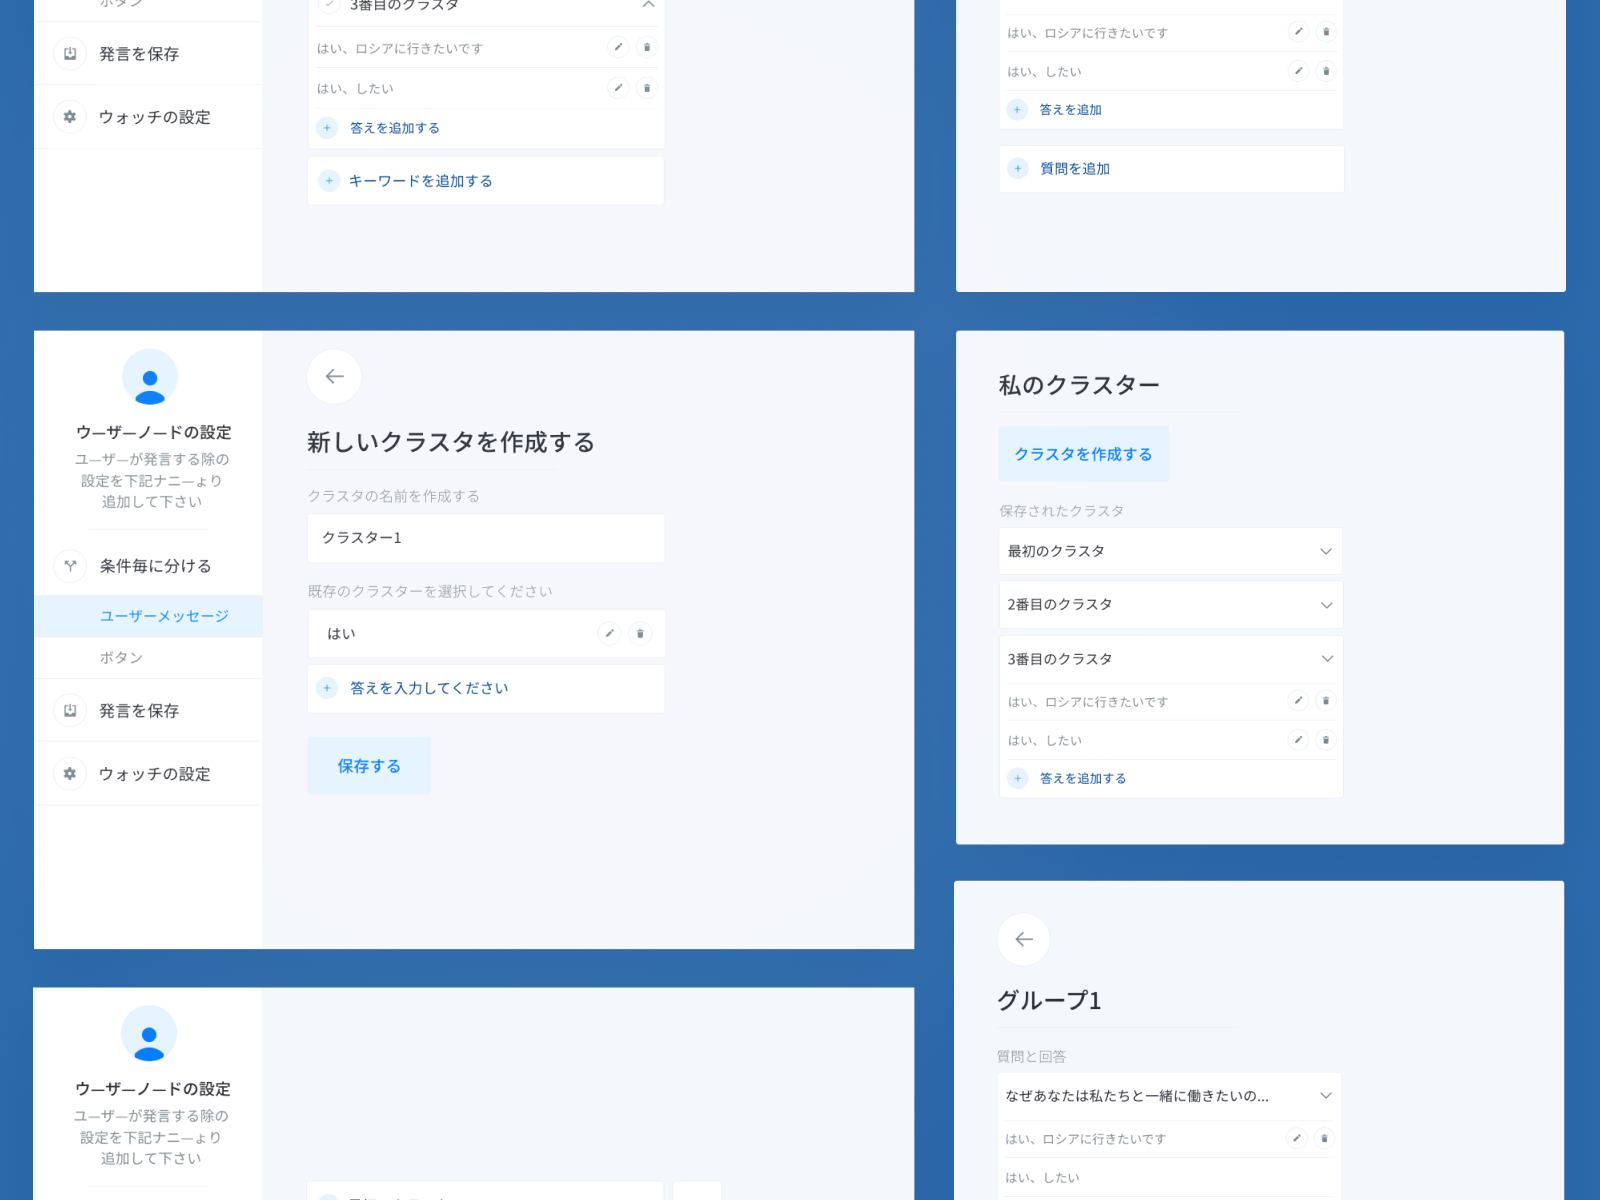 ボタン
発言を保存
ウォッチの設定
3番目のクラスタ
はい、ロシアに行きたいです
はい、したい
答えを追加する
キーワードを追加する
はい、ロシアに行きたいです
はい、したい
答えを追加
質問を追加
ウーザーノードの設定
ユーザーが発言する除の
設定を下記ナニーょり
追加して下さい
条件毎に分ける
ユーザーメッセージ
ボタン
発言を保存
ウォッチの設定
新しいクラスタを作成する
クラスタの名前を作成する
クラスター1
既存のクラスターを選択してください
はい
答えを入力してください
保存する
私のクラスター
クラスタを作成する
保存されたクラスタ
最初のクラスタ
2番目のクラスタ
3番目のクラスタ
はい、ロシアに行きたいです
はい、したい
答えを追加する
ウーザーノードの設定
ユーザーが発言する除の
設定を下記ナニーょり
追加して下さい
グループ1
質問と回答
なぜあなたは私たちと一緒に働きたいの...
はい、ロシアに行きたいです
はい、したい